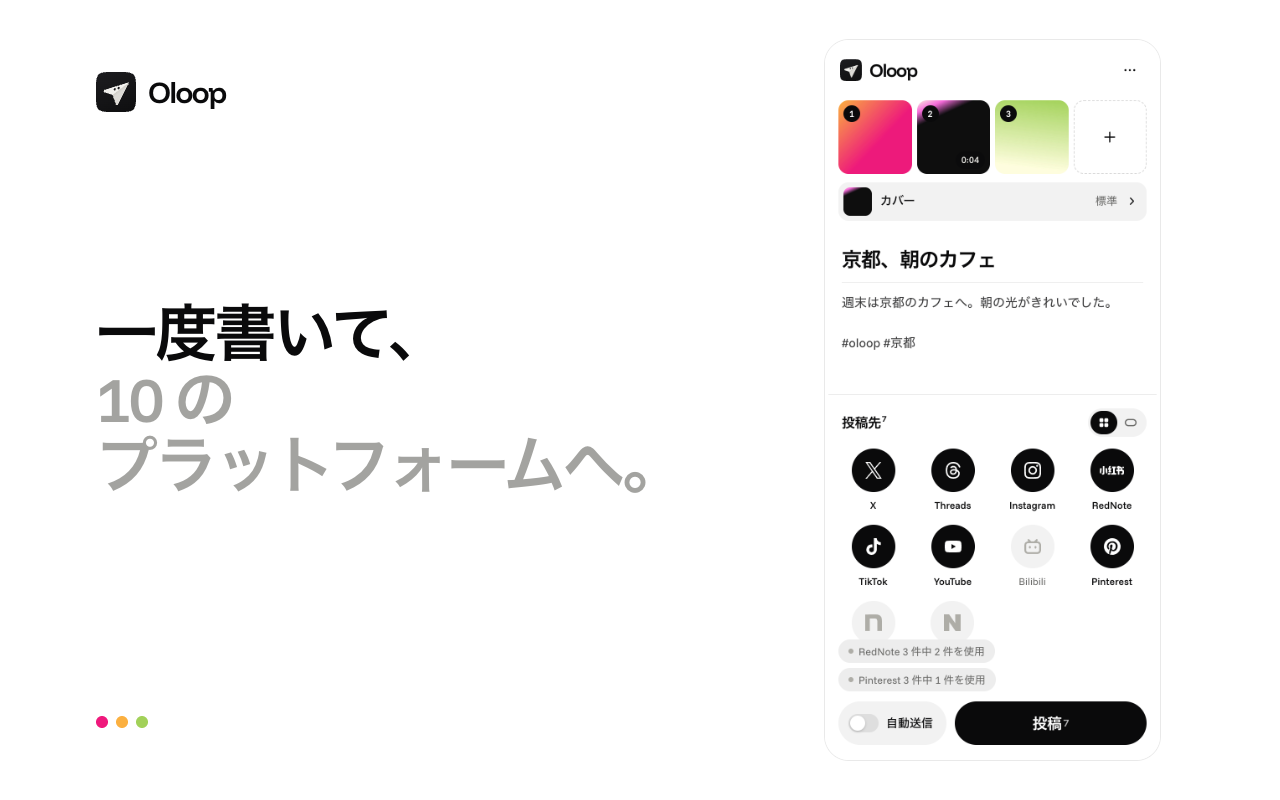 Oloop
一度書いて、
10 の
プラットフォームへ。
Oloop
1
2
3
0:04
カバー
標準
京都、朝のカフェ
週末は京都のカフェへ。朝の光がきれいでした。
#oloop #京都
投稿先7
小红书
X
Threads
Instagram
RedNote
TikTok
YouTube
Bilibili
Pinterest
RedNote 3 件中 2 件を使用
Pinterest 3 件中 1 件を使用
自動送信
投稿7